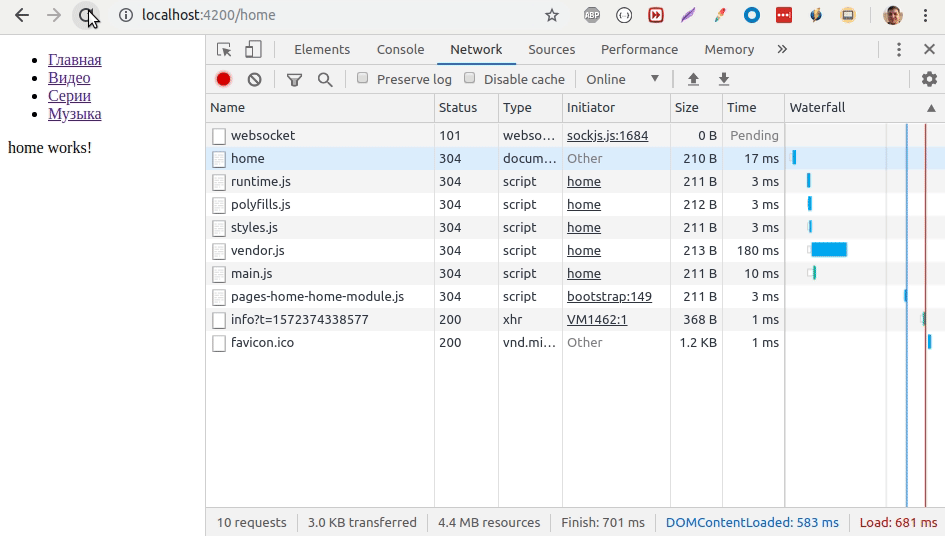 localhost:4200/home
ABP
Главная
Видео
Серии
Музыка
home works!
Elements Console Network Sources Performance Memory »
Preserve log Disable cache Online
Name Status Type Initiator Size Time Waterfall
websocket 101 webso... sockjs.js:1684 0 B Pending
home 304 docum... Other 210 B 17 ms
runtime.js 304 script home 211 B 3 ms
polyfills.js 304 script home 212 B 3 ms
styles.js 304 script home 211 B 3 ms
vendor.js 304 script home 213 B 180 ms
main.js 304 script home 211 B 10 ms
pages-home-home-module.js 304 script bootstrap:149 211 B 3 ms
info?t=1572374338577 200 xhr VM1462:1 368 B 1 ms
favicon.ico 200 vnd.mi... Other 1.2 KB 1 ms
10 requests 3.0 KB transferred 4.4 MB resources Finish: 701 ms DOMContentLoaded: 583 ms Load: 681 ms